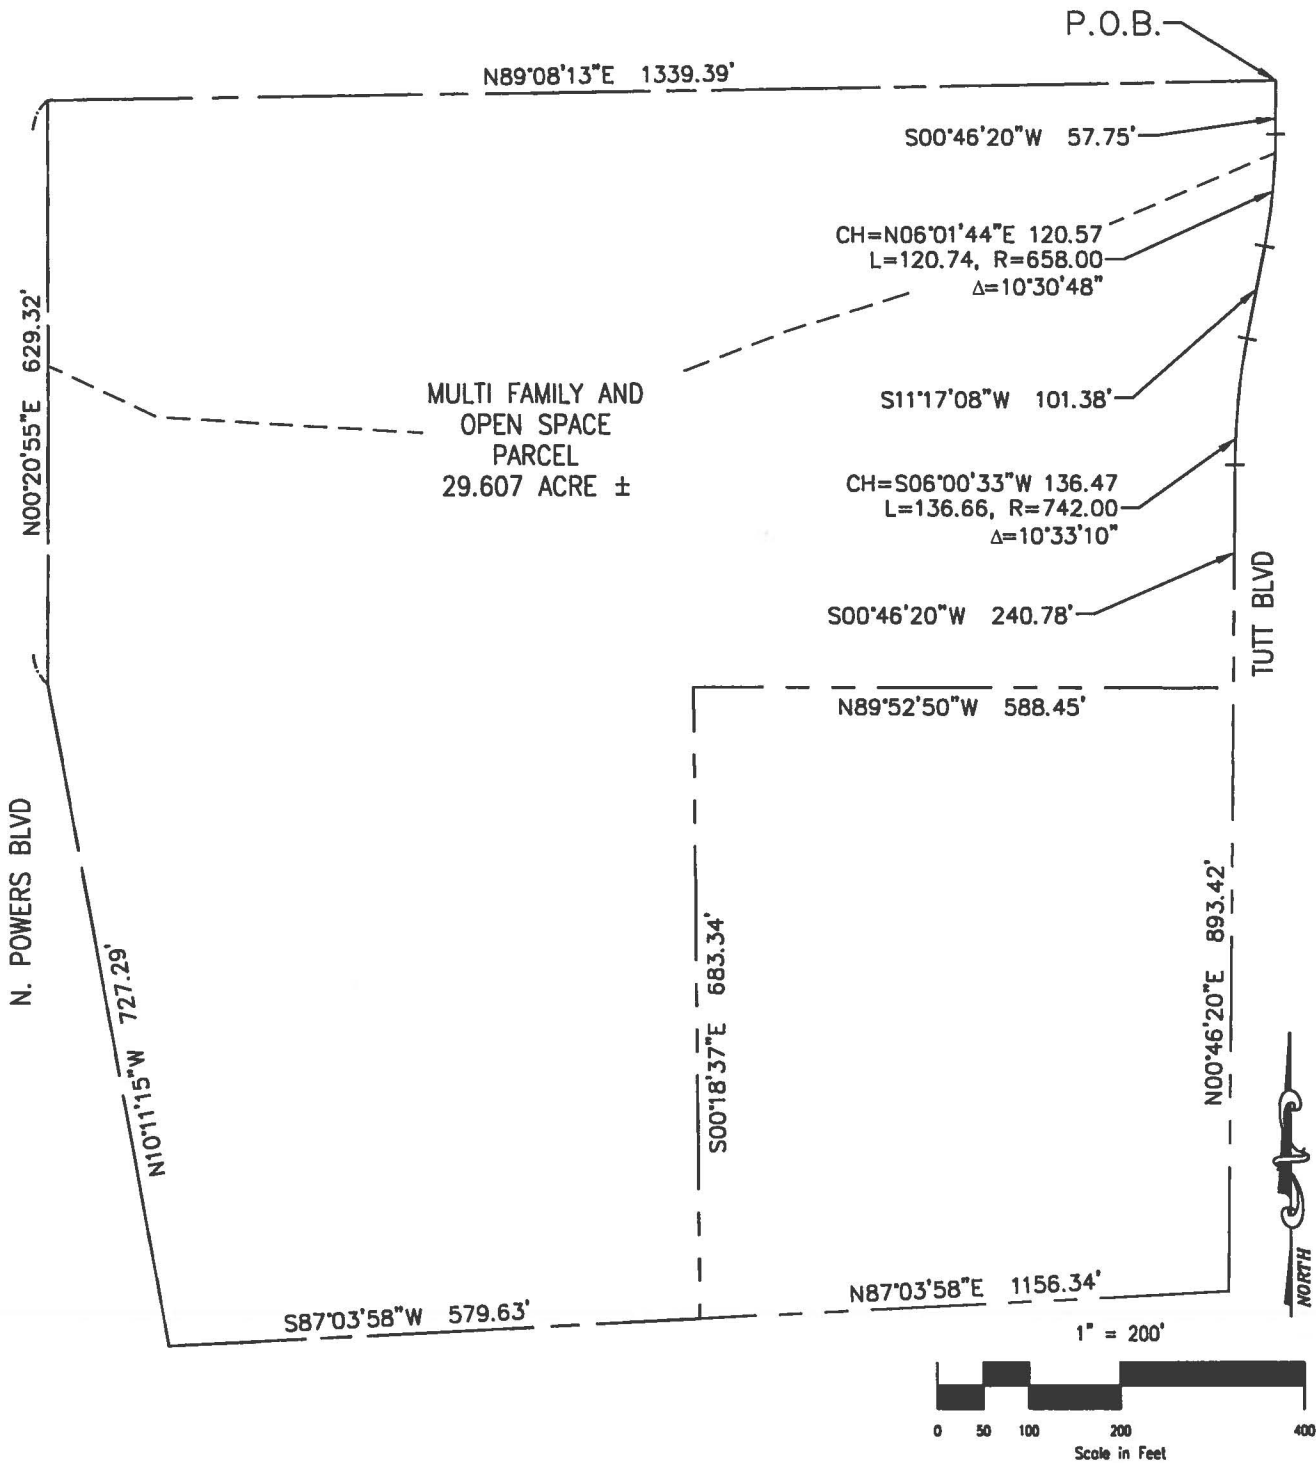 P.O.B.
N89°08'13"E 1339.39'
S00°46'20"W 57.75'
CH=N06°01'44"E 120.57
L=120.74, R=658.00
Δ=10°30'48"
N00°20'55"E 629.32'
MULTI FAMILY AND
OPEN SPACE
PARCEL
29.607 ACRE ±
S11°17'08"W 101.38'
CH=S06°00'33"W 136.47
L=136.66, R=742.00
Δ=10°33'10"
S00°46'20"W 240.78'
TUTT BLVD
N89°52'50"W 588.45'
N. POWERS BLVD
N10°11'15"W 727.29'
S00°18'37"E 683.34'
N00°46'20"E 893.42'
S87°03'58"W 579.63'
N87°03'58"E 1156.34'
NORTH
1" = 200'
0 50 100 200 400
Scale in Feet